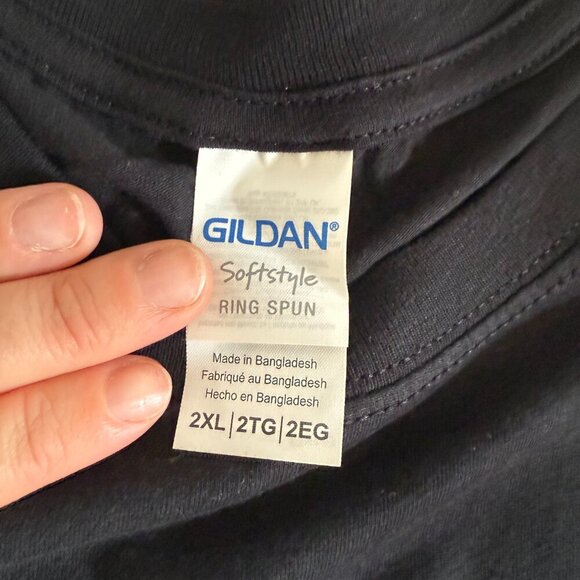 GILDAN®
Softstyle
RING SPUN
Made in Bangladesh
Fabriqué au Bangladesh
Hecho en Bangladesh
2XL|2TG|2EG